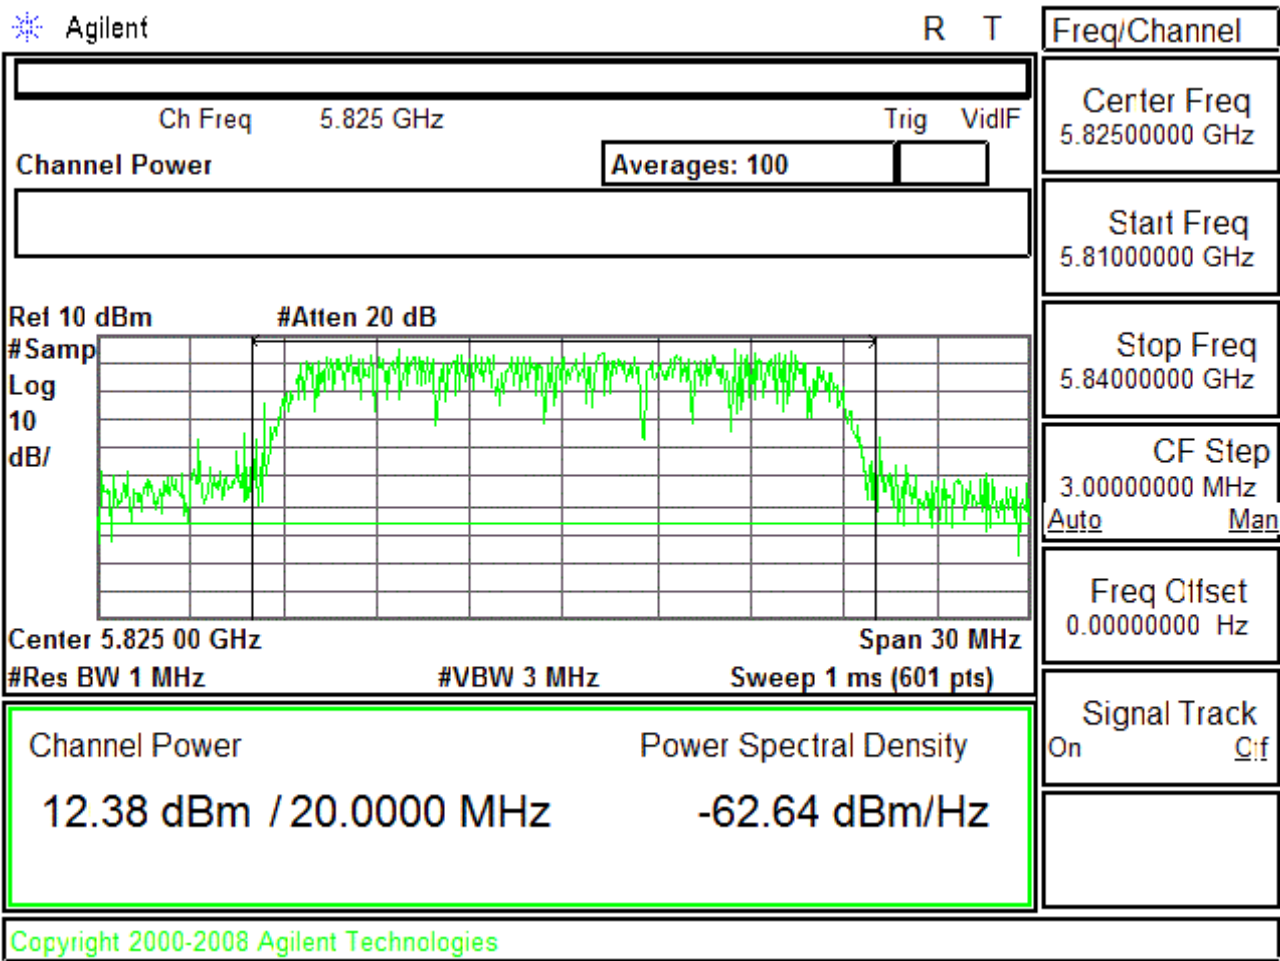 Agilent R T
Freq/Channel
Ch Freq 5.825 GHz Trig VidIF
Channel Power Averages: 100
Center Freq
5.82500000 GHz
Start Freq
5.81000000 GHz
Stop Freq
5.84000000 GHz
CF Step
3.00000000 MHz
Auto Man
Freq Offset
0.00000000 Hz
Signal Track
On Off
Ref 10 dBm #Atten 20 dB
#Samp
Log
10
dB/
Center 5.825 00 GHz Span 30 MHz
#Res BW 1 MHz #VBW 3 MHz Sweep 1 ms (601 pts)
Channel Power Power Spectral Density
12.38 dBm / 20.0000 MHz -62.64 dBm/Hz
Copyright 2000-2008 Agilent Technologies